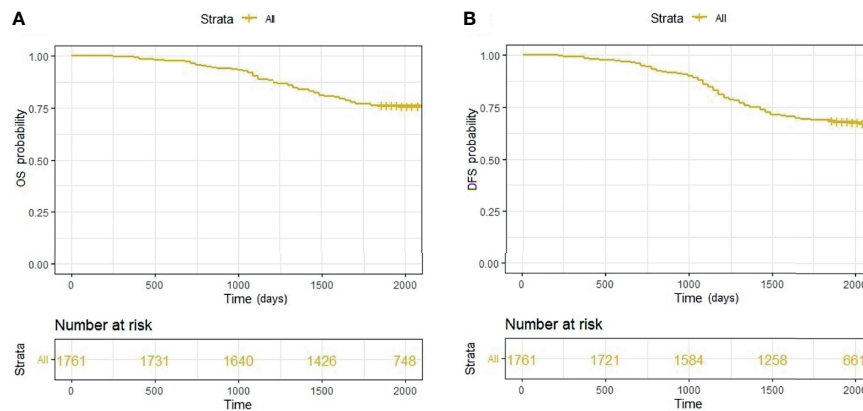 A
Strata All
1.00
0.75
0.50
0.25
0.00
OS probability
0 500 1000 1500 2000
Time (days)
Number at risk
Strata
All 1761 1731 1640 1426 748
0 500 1000 1500 2000
Time
B
Strata All
1.00
0.75
0.50
0.25
0.00
DFS probability
0 500 1000 1500 2000
Time (days)
Number at risk
Strata
All 1761 1721 1584 1258 661
0 500 1000 1500 2000
Time